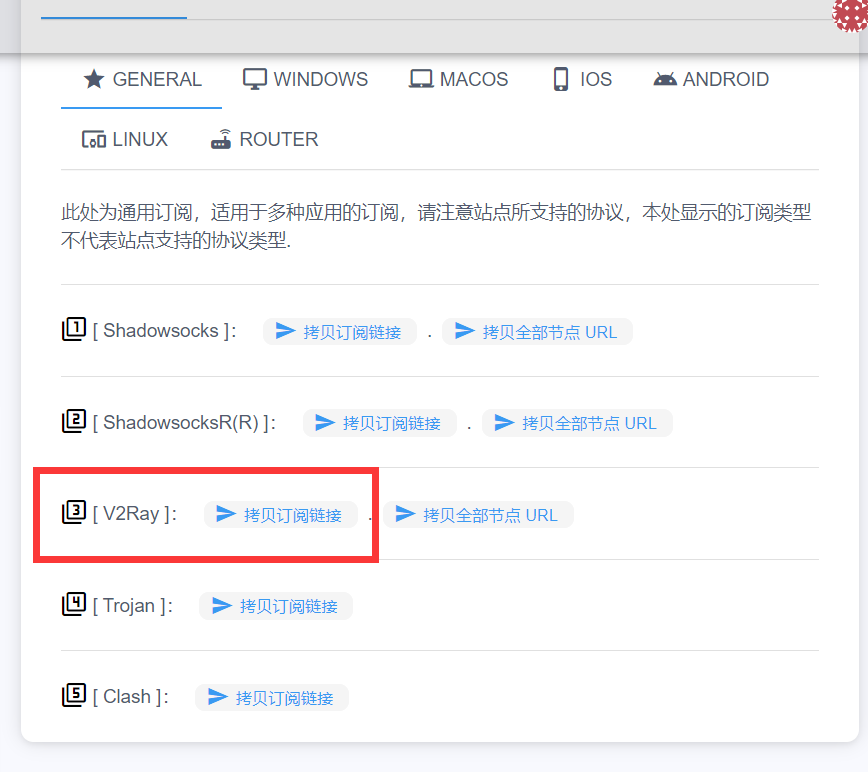 GENERAL WINDOWS MACOS IOS ANDROID
LINUX ROUTER
此处为通用订阅，适用于多种应用的订阅，请注意站点所支持的协议，本处显示的订阅类型
不代表站点支持的协议类型.
1 [ Shadowsocks ]: 拷贝订阅链接 . 拷贝全部节点 URL
2 [ ShadowsocksR(R) ]: 拷贝订阅链接 . 拷贝全部节点 URL
3 [ V2Ray ]: 拷贝订阅链接 . 拷贝全部节点 URL
4 [ Trojan ]: 拷贝订阅链接
5 [ Clash ]: 拷贝订阅链接